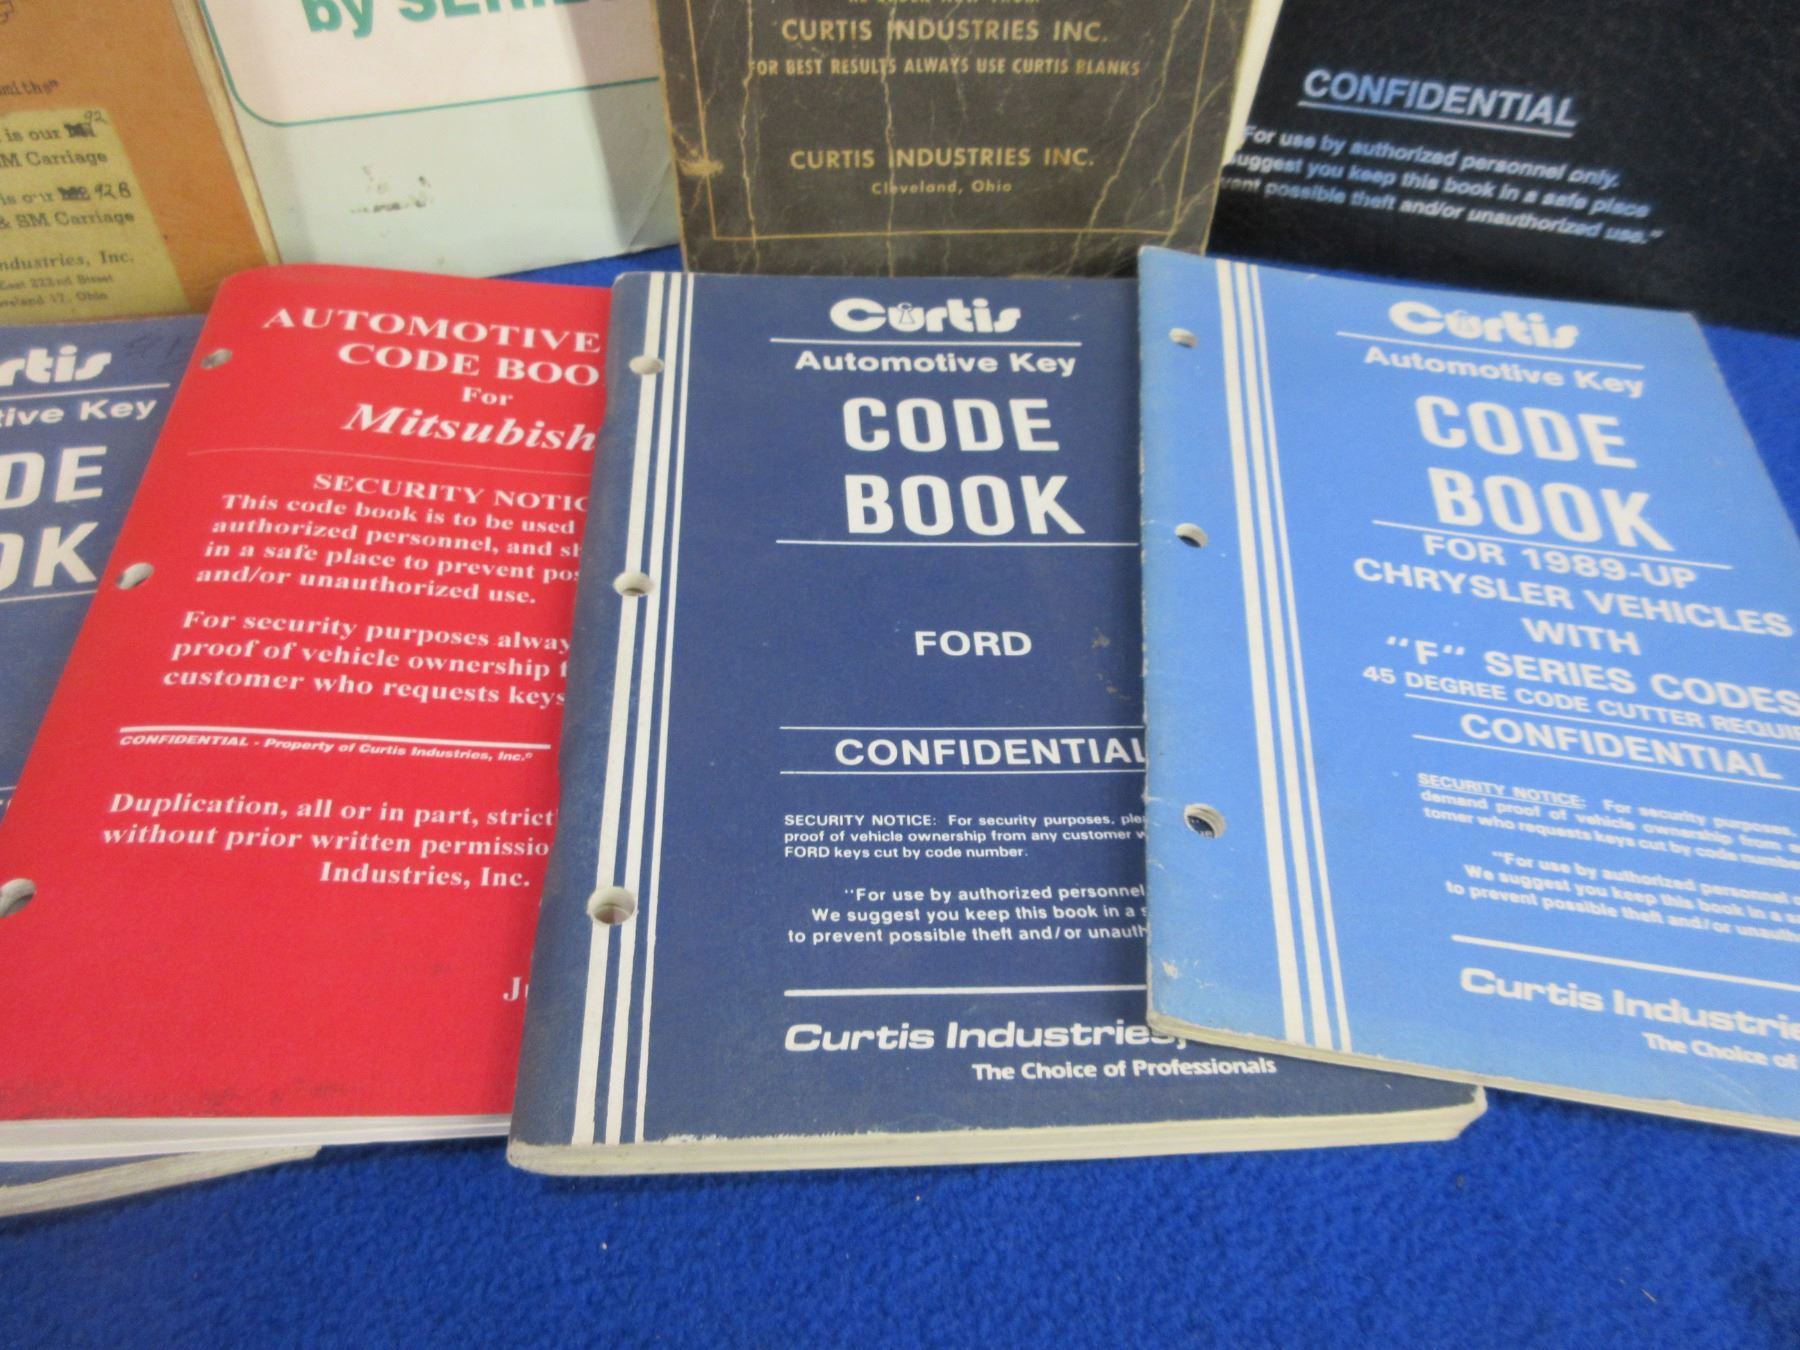 smiths"
is our 92
M Carriage
is our 92B
& SM Carriage
ndustries, Inc.
East 222nd Street
Cleveland 17, Ohio
by SERIE
CURTIS INDUSTRIES INC.
FOR BEST RESULTS ALWAYS USE CURTIS BLANKS
CURTIS INDUSTRIES INC.
Cleveland, Ohio
CONFIDENTIAL
For use by authorized personnel only.
suggest you keep this book in a safe place
vent possible theft and/or unauthorized use."
rtis
tive Key
DE
OK
AUTOMOTIVE
CODE BOO
For
Mitsubish
SECURITY NOTIC
This code book is to be used
authorized personnel, and sh
in a safe place to prevent pos
and/or unauthorized use.
For security purposes alway
proof of vehicle ownership f
customer who requests keys
CONFIDENTIAL - Property of Curtis Industries, Inc.©
Duplication, all or in part, strict
without prior written permissio
Industries, Inc.
Ju
Curtis
Automotive Key
CODE
BOOK
FORD
CONFIDENTIAL
SECURITY NOTICE: For security purposes, plea
proof of vehicle ownership from any customer w
FORD keys cut by code number.
"For use by authorized personnel
We suggest you keep this book in a s
to prevent possible theft and/or unauth
Curtis Industries,
The Choice of Professionals
Curtis
Automotive Key
CODE
BOOK
FOR 1989-UP
CHRYSLER VEHICLES
WITH
"F" SERIES CODES
45 DEGREE CODE CUTTER REQUIR
CONFIDENTIAL
SECURITY NOTICE: For security purposes,
demand proof of vehicle ownership from a
tomer who requests keys cut by code number
"For use by authorized personnel o
We suggest you keep this book in a sa
to prevent possible theft and/or unauth
Curtis Industrie
The Choice of